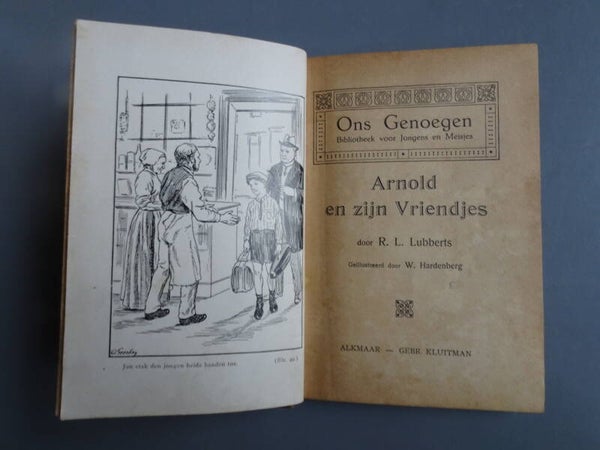 Jan stak den jongen beide handen toe.
Ons Genoegen
Bibliotheek voor Jongens en Meisjes
Arnold
en zijn Vriendjes
door R. L. Lubberts
Geïllustreerd door W. Hardenberg
ALKMAAR — GEBR. KLUITMAN